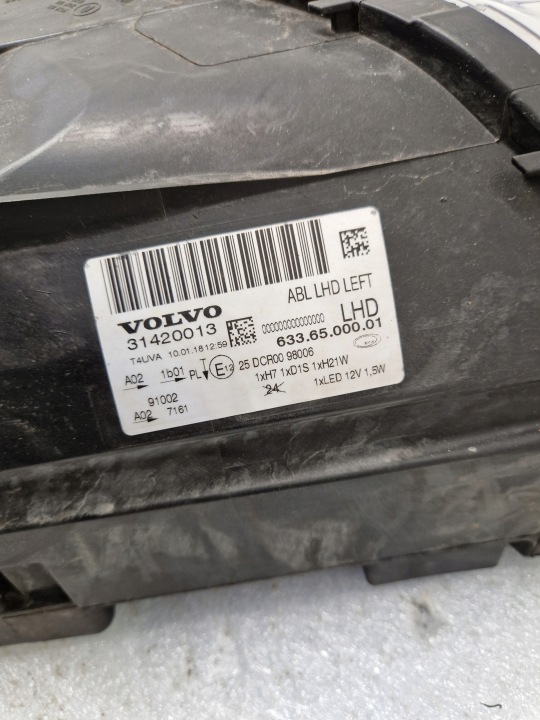 ABL LHD LEFT
VOLVO
31420013
00000000000000
LHD
633.65.000.01
T4UVA 10.01.18 12:59
A02 1b01 PL E12 25 DCR00 98006
91002 1xH7 1xD1S 1xH21W
A02 7161 24 1xLED 12V 1,5W